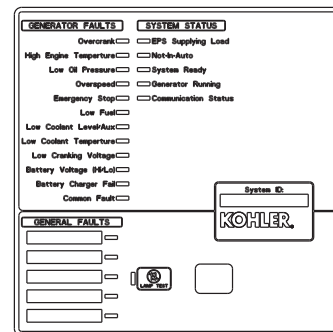 GENERATOR FAULTS
Overcrank
High Engine Temperture
Low Oil Pressure
Overspeed
Emergency Stop
Low Fuel
Low Coolant Level/Aux
Low Coolant Temperture
Low Cranking Voltage
Battery Voltage (Hi/Lo)
Battery Charger Fail
Common Fault
SYSTEM STATUS
EPS Supplying Load
Not-In-Auto
System Ready
Generator Running
Communication Status
System ID:
KOHLER.
GENERAL FAULTS
LAMP TEST